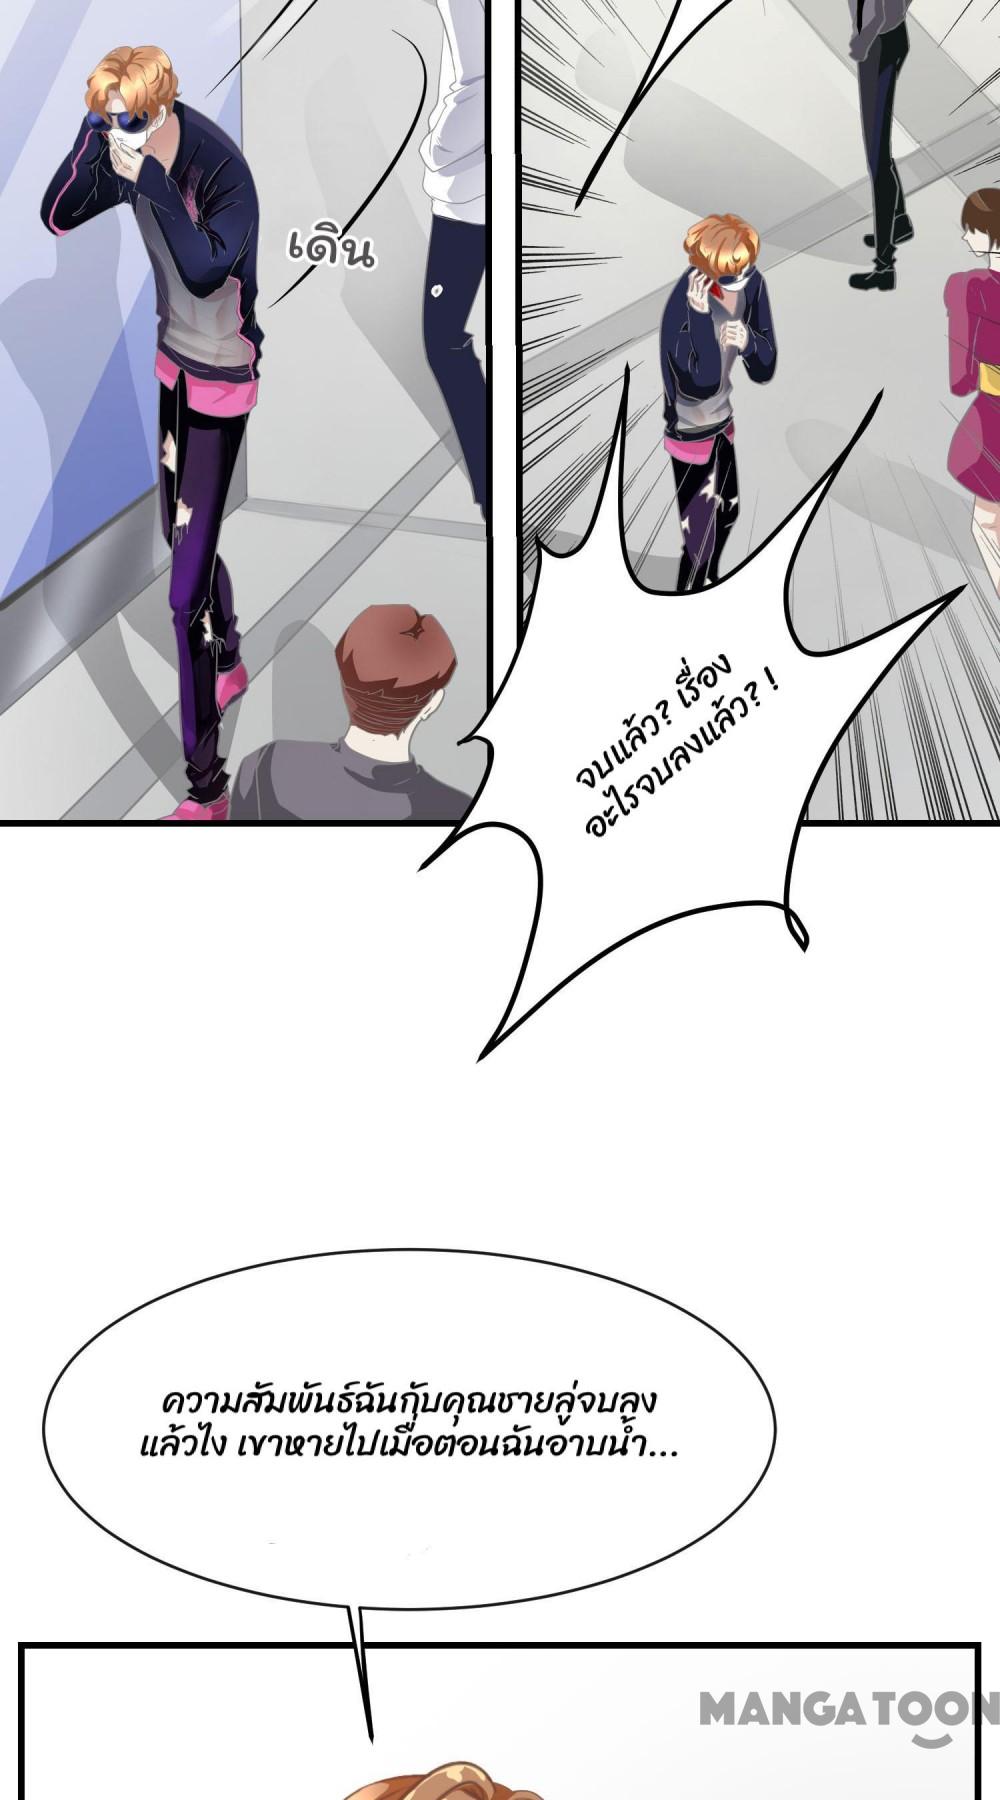 เดิน
จบแล้ว? เรื่อง
อะไรจบลงแล้ว?!
ความสัมพันธ์ฉันกับคุณชายลู่จบลง
แล้วไง เขาหายไปเมื่อตอนฉันอาบน้ำ...
MANGATOON